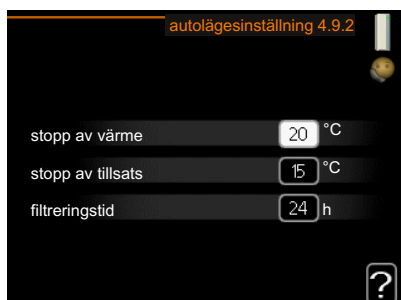 autolägesinställning 4.9.2
stopp av värme 20 °C
stopp av tillsats 15 °C
filtreringstid 24 h
?